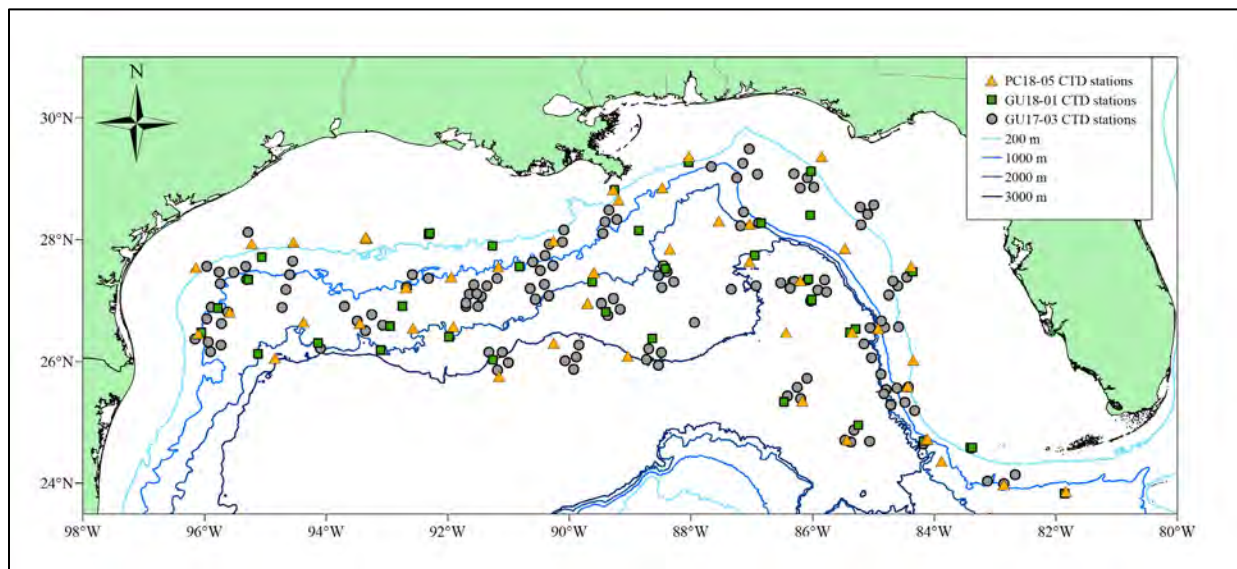 N
PC18-05 CTD stations
GU18-01 CTD stations
GU17-03 CTD stations
200 m
1000 m
2000 m
3000 m
30°N
28°N
26°N
24°N
98°W 96°W 94°W 92°W 90°W 88°W 86°W 84°W 82°W 80°W